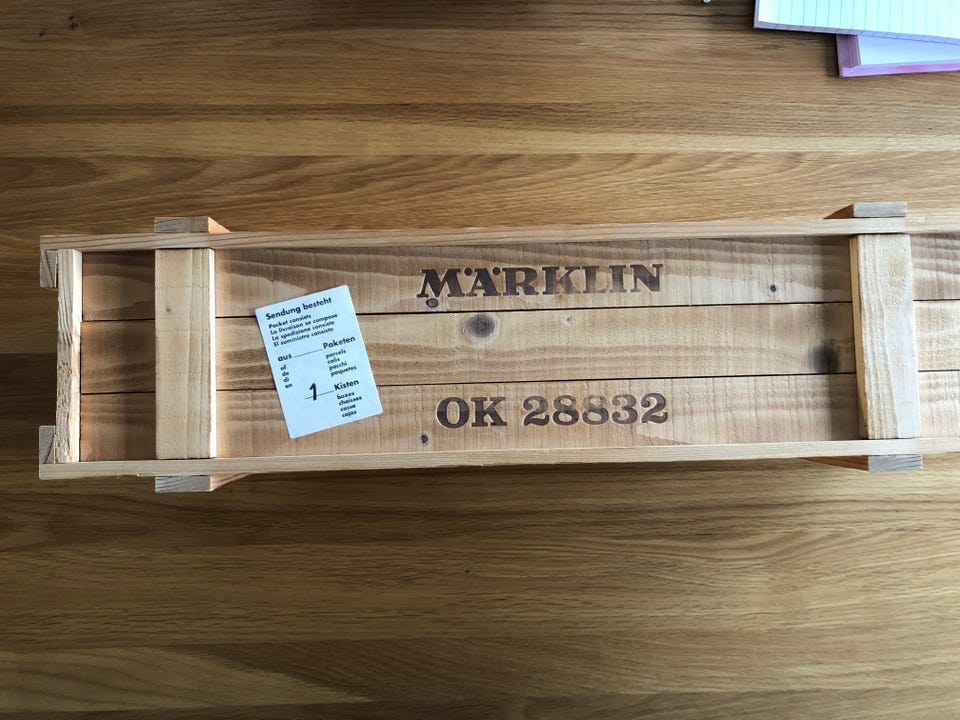 MÄRKLIN
OK 28832
Sendung besteht
Packet consists
La livraison se compose
La spedizione consiste
El suministro consiste
aus Paketen
of parcels
de colis
di pacchi
en paquetes
1 Kisten
boxes
chaisses
casse
cajas